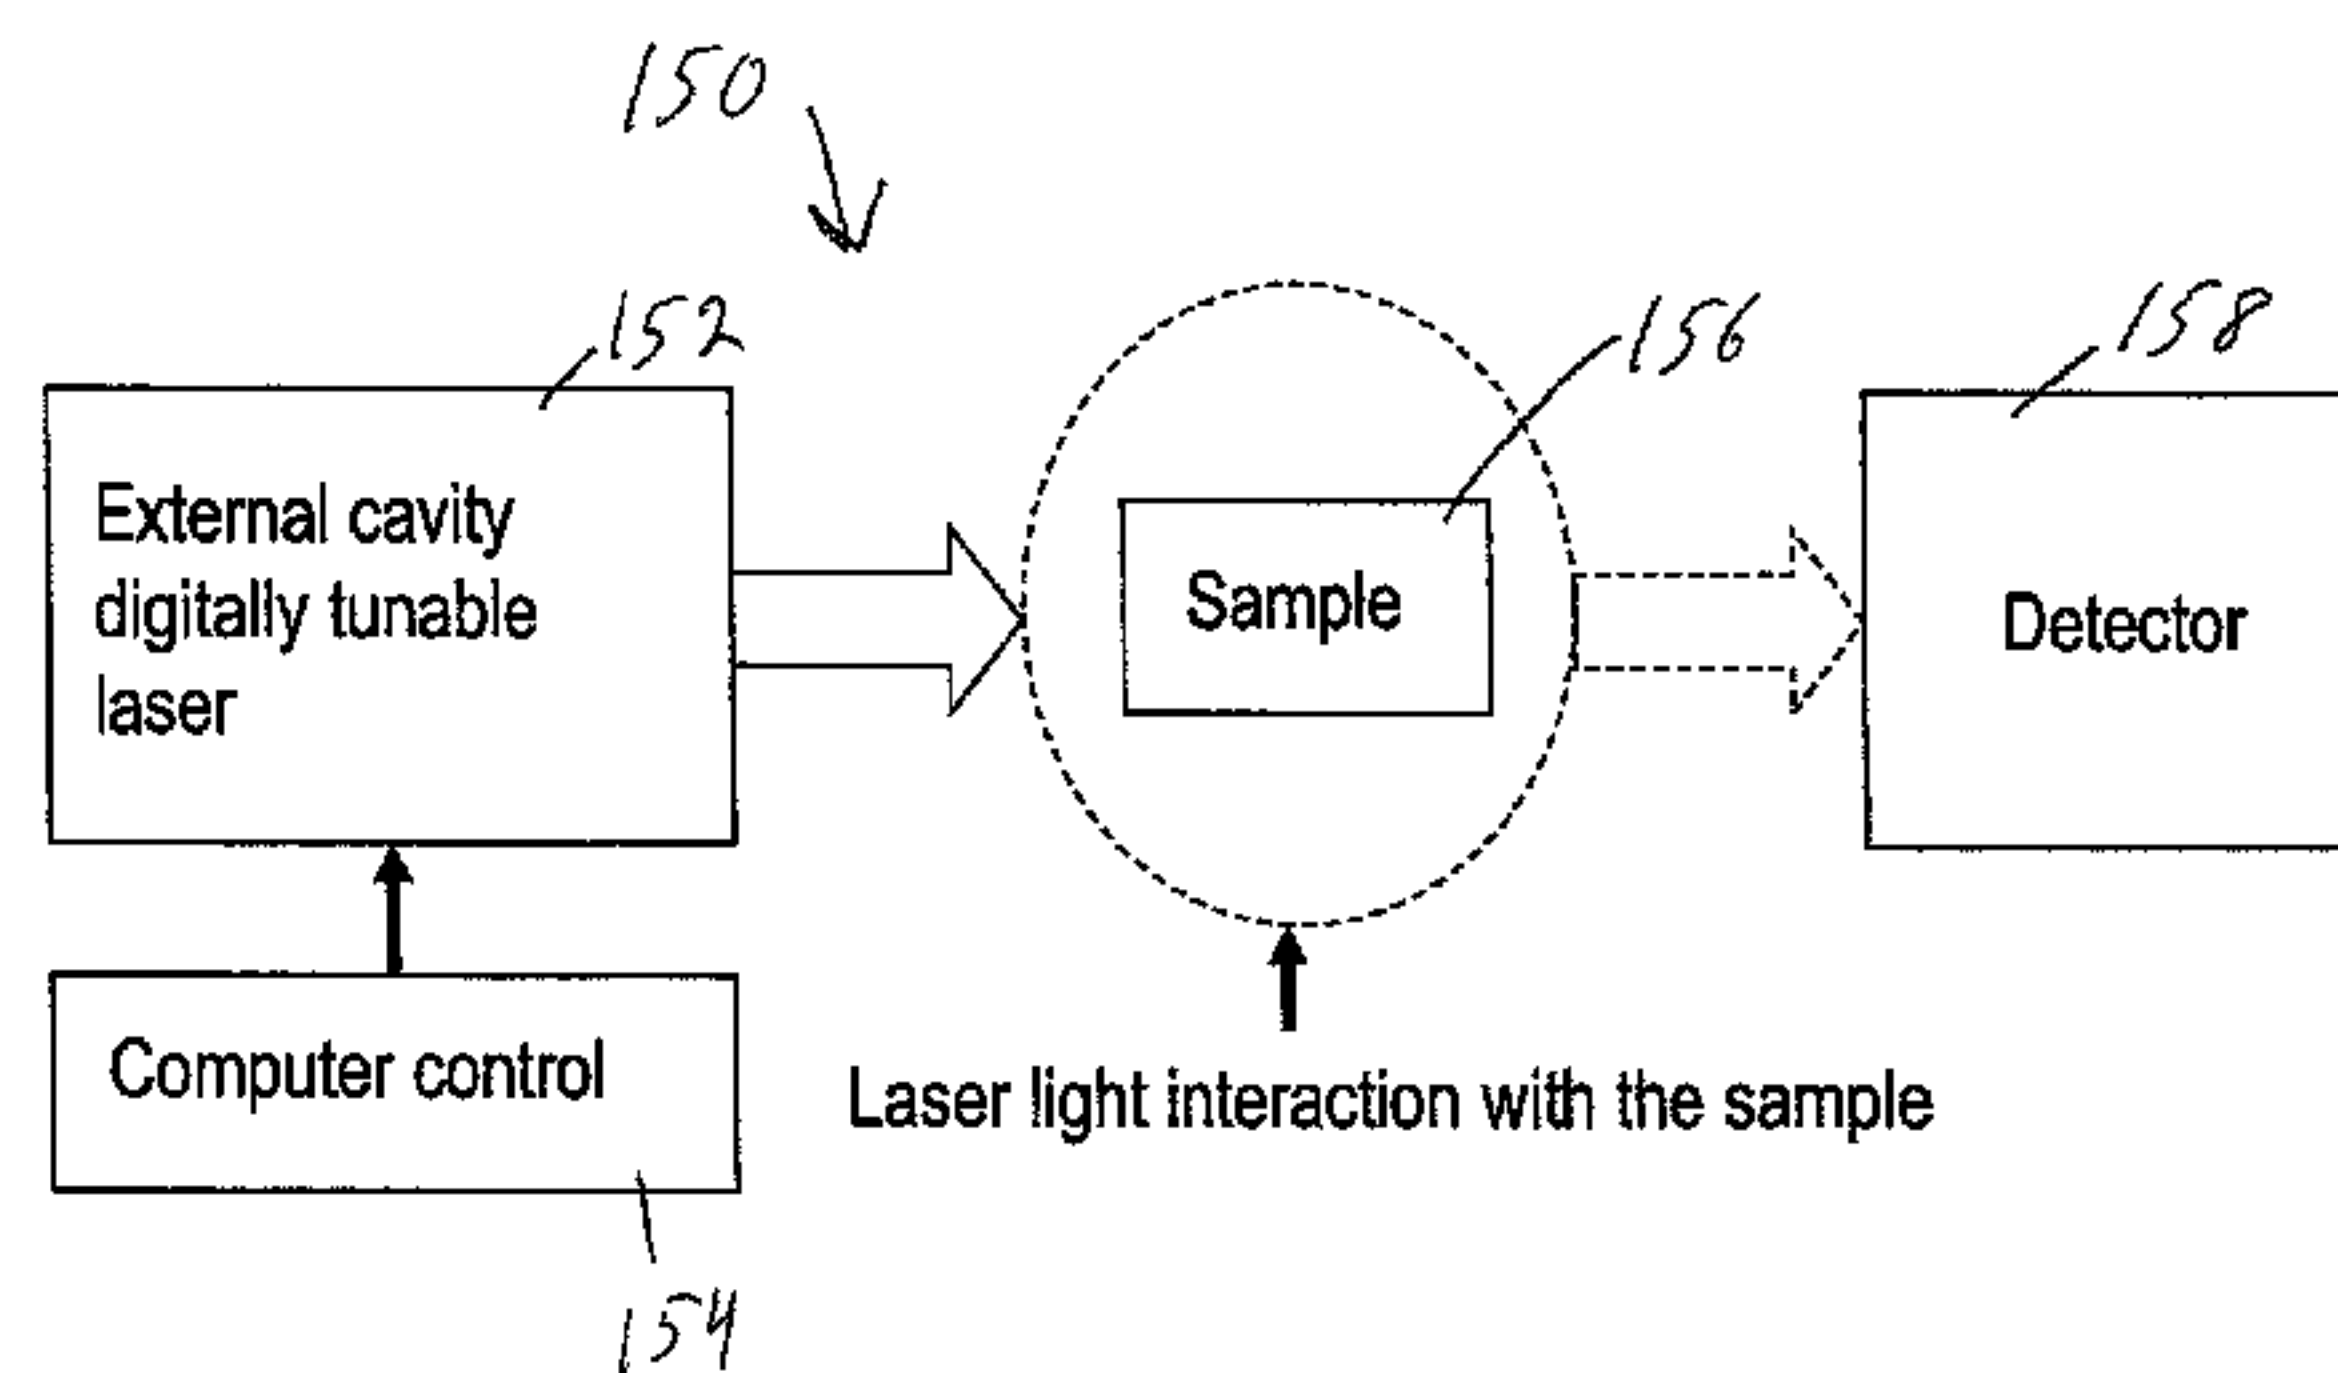 150
152
156
158
External cavity
digitally tunable
laser
Sample
Detector
Computer control
Laser light interaction with the sample
154